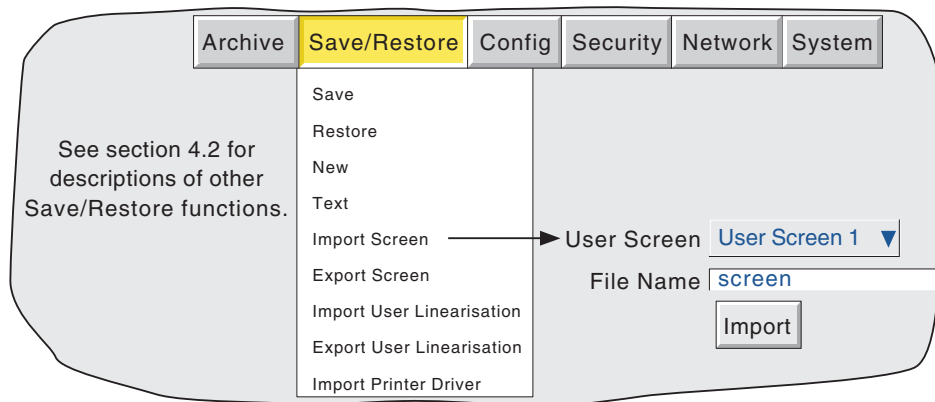 Archive Save/Restore Config Security Network System
See section 4.2 for
descriptions of other
Save/Restore functions.
Save
Restore
New
Text
Import Screen
Export Screen
Import User Linearisation
Export User Linearisation
Import Printer Driver
User Screen User Screen 1 ▼
File Name screen
Import